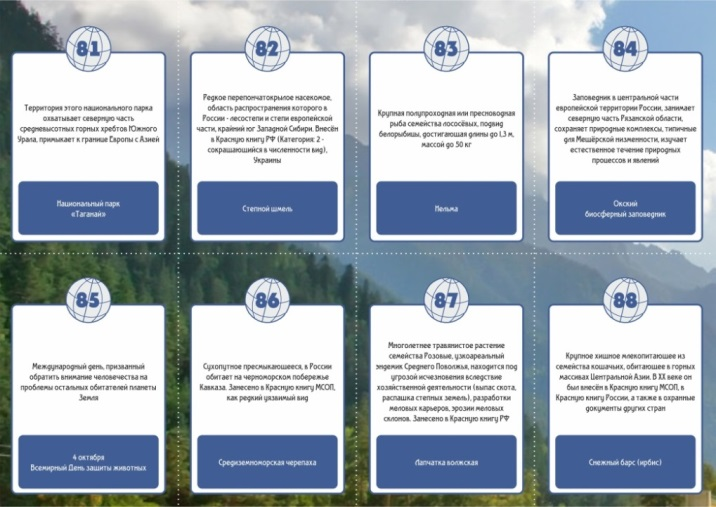 81
Территория этого национального парка
охватывает северную часть
средневысотных горных хребтов Южного
Урала, примыкает к границе Европы с Азией
Национальный парк
«Таганай»
82
Редкое перепончатокрылое насекомое,
область распространения которого в
России - лесостепи и степи европейской
части, крайний юг Западной Сибири. Внесён
в Красную книгу РФ (Категория: 2 -
сокращающийся в численности вид),
Украины
Степной шмель
83
Крупная полупроходная или пресноводная
рыба семейства лососёвых, подвид
белорыбицы, достигающая длины до 1,3 м,
массой до 50 кг
Нельма
84
Заповедник в центральной части
европейской территории России, занимает
северную часть Рязанской области,
сохраняет природные комплексы, типичные
для Мещёрской низменности, изучает
естественное течение природных
процессов и явлений
Окский
биосферный заповедник
85
Международный день, призванный
обратить внимание человечества на
проблемы остальных обитателей планеты
Земля
4 октября
Всемирный День защиты животных
86
Сухопутное пресмыкающееся, в России
обитает на черноморском побережье
Кавказа. Занесено в Красную книгу МСОП,
как редкий уязвимый вид
Средиземноморская черепаха
87
Многолетнее травянистое растение
семейства Розовые, узкоареальный
эндемик Среднего Поволжья, находится под
угрозой исчезновения вследствие
хозяйственной деятельности (выпас скота,
распашка степных земель), разработки
меловых карьеров, эрозии меловых
склонов. Занесено в Красную книгу РФ
Лапчатка волжская
88
Крупное хищное млекопитающее из
семейства кошачьих, обитающее в горных
массивах Центральной Азии. В XX веке он
был внесён в Красную книгу МСОП, в
Красную книгу России, а также в охранные
документы других стран
Снежный барс (ирбис)